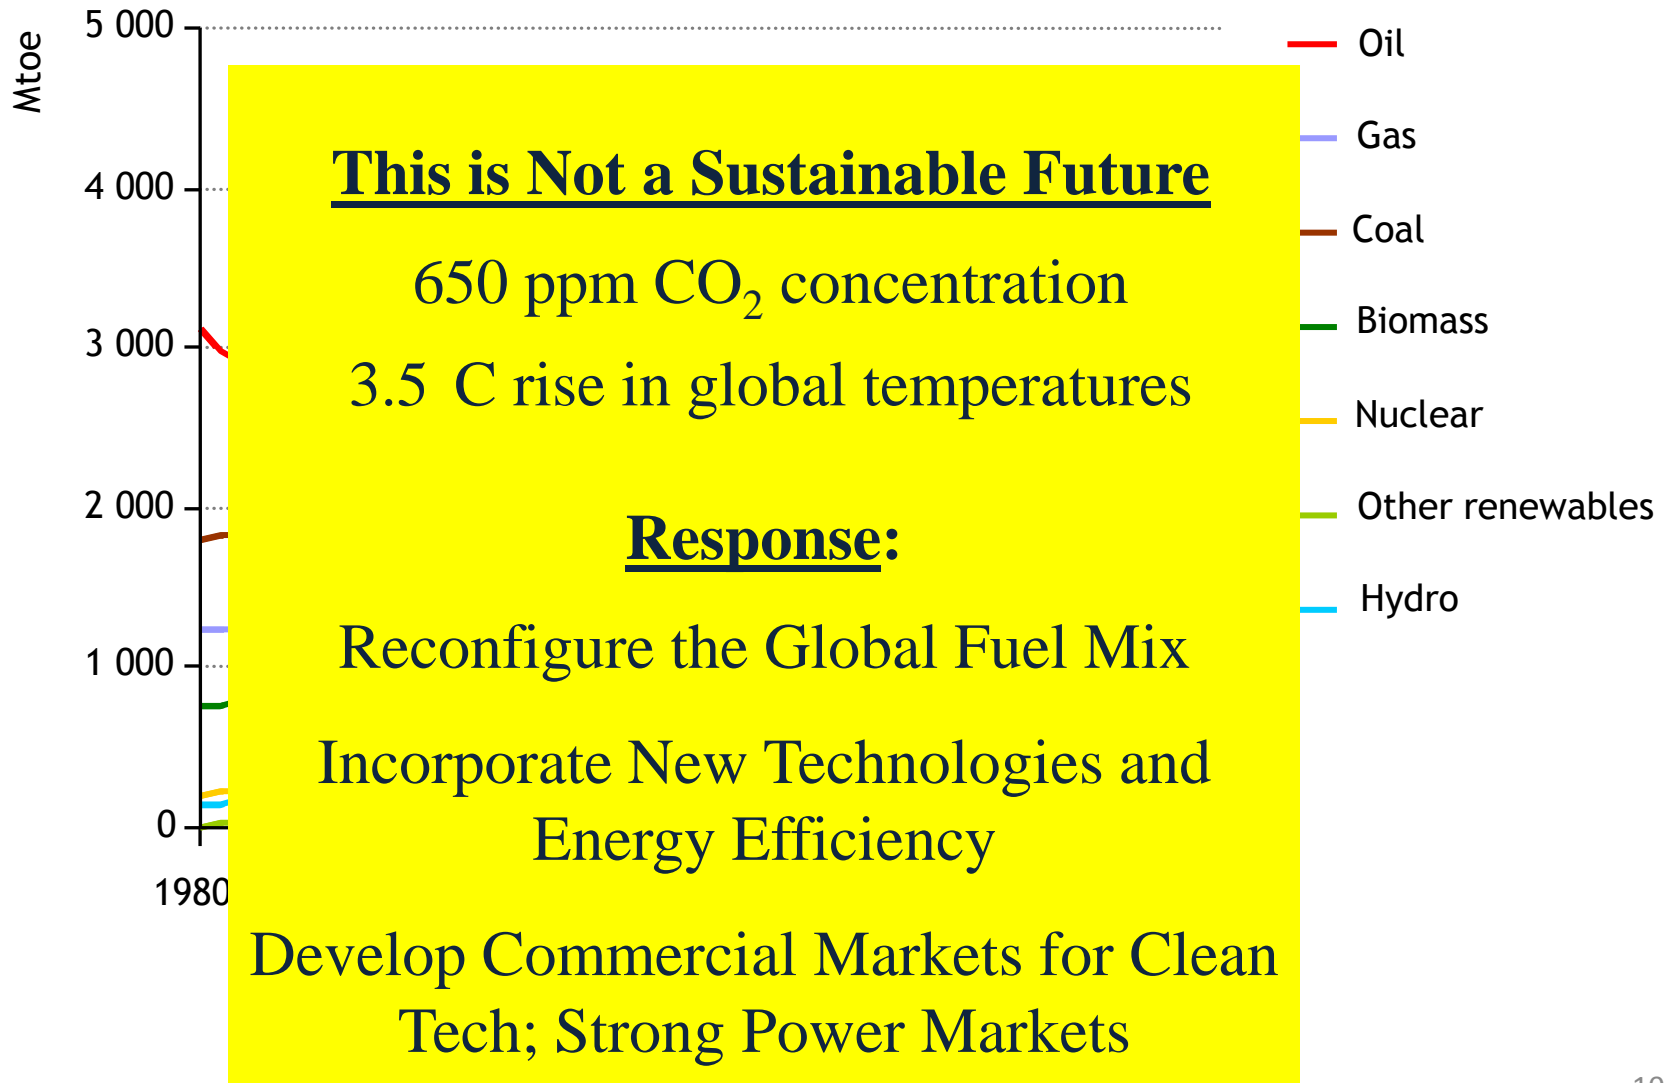 Mtoe
5 000
4 000
3 000
2 000
1 000
0
1980
This is Not a Sustainable Future
650 ppm CO₂ concentration
3.5 C rise in global temperatures
Response:
Reconfigure the Global Fuel Mix
Incorporate New Technologies and
Energy Efficiency
Develop Commercial Markets for Clean
Tech; Strong Power Markets
Oil
Gas
Coal
Biomass
Nuclear
Other renewables
Hydro